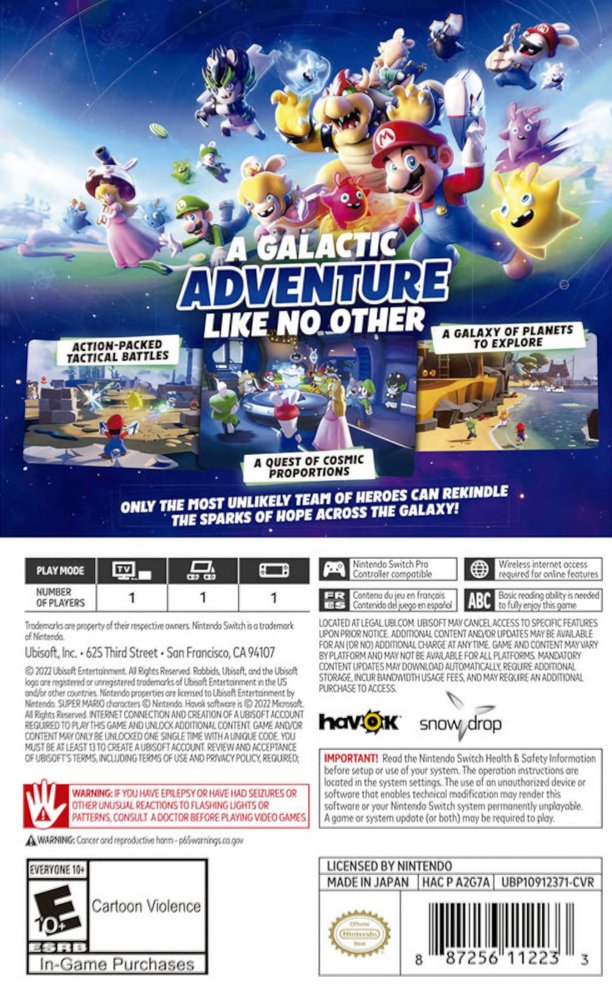 A GALACTIC
ADVENTURE
LIKE NO OTHER
ACTION-PACKED
TACTICAL BATTLES
A QUEST OF COSMIC
PROPORTIONS
A GALAXY OF PLANETS
TO EXPLORE
ONLY THE MOST UNLIKELY TEAM OF HEROES CAN REKINDLE
THE SPARKS OF HOPE ACROSS THE GALAXY!
PLAY MODE
TV
NUMBER
OF PLAYERS
1
1
1
Trademarks are property of their respective owners. Nintendo Switch is a trademark
of Nintendo.
Ubisoft, Inc. • 625 Third Street • San Francisco, CA 94107
© 2022 Ubisoft Entertainment. All Rights Reserved. Rabbids, Ubisoft, and the Ubisoft
logo are registered or unregistered trademarks of Ubisoft Entertainment in the US
and/or other countries. Nintendo properties are licensed to Ubisoft Entertainment by
Nintendo. SUPER MARIO characters © Nintendo. Havok software is © 2022 Microsoft.
All Rights Reserved. INTERNET CONNECTION AND CREATION OF A UBISOFT ACCOUNT
REQUIRED TO PLAY THIS GAME AND UNLOCK ADDITIONAL CONTENT. GAME AND/OR
CONTENT MAY ONLY BE UNLOCKED ONE SINGLE TIME WITH A UNIQUE CODE. YOU
MUST BE AT LEAST 13 TO CREATE A UBISOFT ACCOUNT. REVIEW AND ACCEPTANCE
OF UBISOFT'S TERMS, INCLUDING TERMS OF USE AND PRIVACY POLICY, REQUIRED;
WARNING: IF YOU HAVE EPILEPSY OR HAVE HAD SEIZURES OR
OTHER UNUSUAL REACTIONS TO FLASHING LIGHTS OR
PATTERNS, CONSULT A DOCTOR BEFORE PLAYING VIDEO GAMES.
WARNING: Cancer and reproductive harm - p65warnings.ca.gov
EVERYONE 10+
E
10+
ESRB
Cartoon Violence
In-Game Purchases
Nintendo Switch Pro
Controller compatible
Wireless internet access
required for online features
FR
ES
Contenu du jeu en français
Contenido del juego en español
ABC
Basic reading ability is needed
to fully enjoy this game
LOCATED AT LEGAL.UBI.COM. UBISOFT MAY CANCEL ACCESS TO SPECIFIC FEATURES
UPON PRIOR NOTICE. ADDITIONAL CONTENT AND/OR UPDATES MAY BE AVAILABLE
FOR AN (OR NO) ADDITIONAL CHARGE AT ANY TIME. GAME AND CONTENT MAY VARY
BY PLATFORM AND MAY NOT BE AVAILABLE FOR ALL PLATFORMS. MANDATORY
CONTENT UPDATES MAY DOWNLOAD AUTOMATICALLY, REQUIRE ADDITIONAL
STORAGE, INCUR BANDWIDTH USAGE FEES, AND MAY REQUIRE AN ADDITIONAL
PURCHASE TO ACCESS.
havok
snowdrop
IMPORTANT! Read the Nintendo Switch Health & Safety Information
before setup or use of your system. The operation instructions are
located in the system settings. The use of an unauthorized device or
software that enables technical modification may render this
software or your Nintendo Switch system permanently unplayable.
A game or system update (or both) may be required to play.
LICENSED BY NINTENDO
MADE IN JAPAN
HAC P A2G7A
UBP10912371-CVR
Official
Nintendo
Seal
8 87256 11223 3